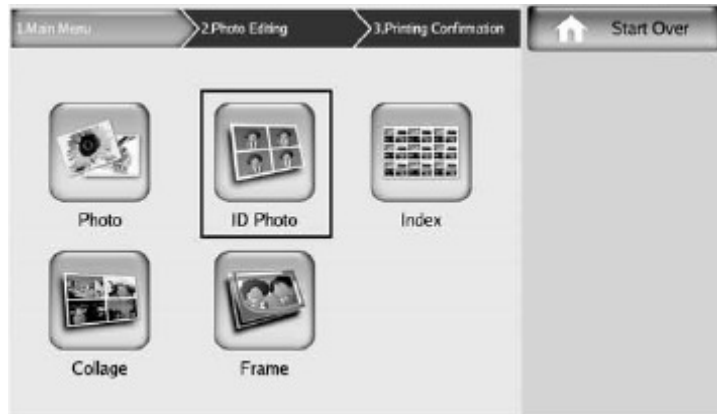 1.Main Menu
2.Photo Editing
3.Printing Confirmation
Start Over
Photo
ID Photo
Index
Collage
Frame